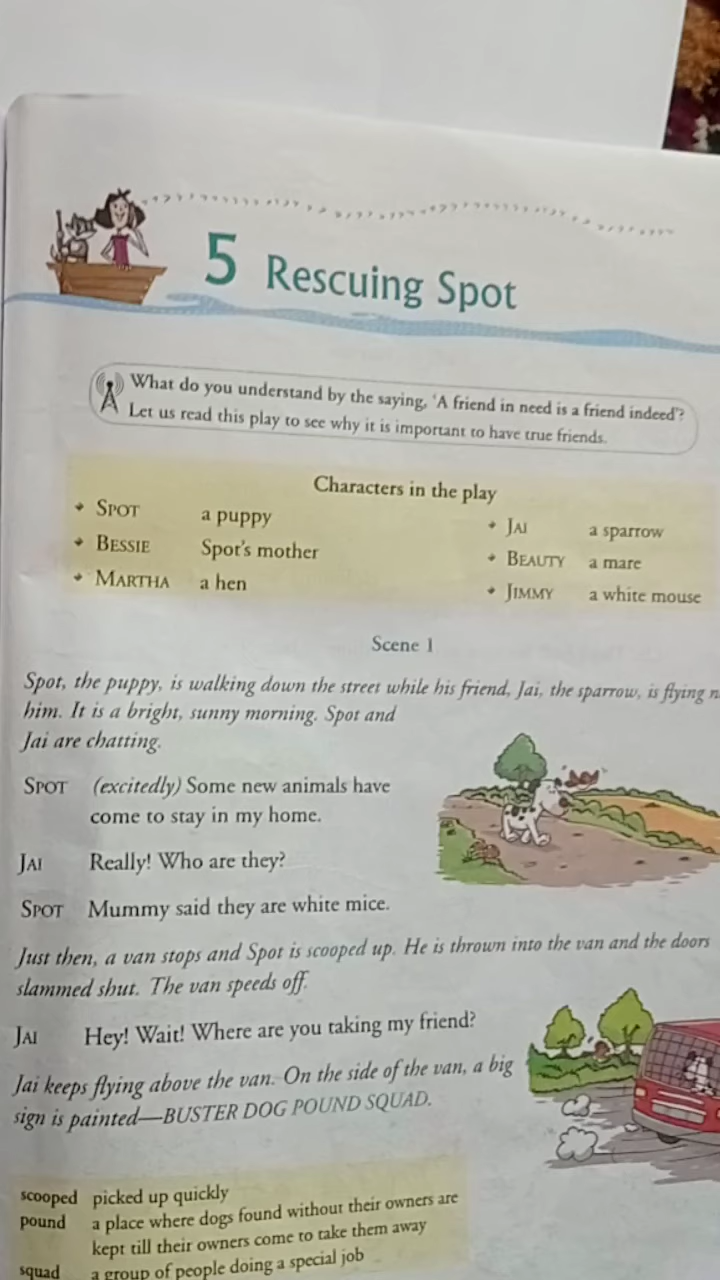 5 Rescuing Spot
What do you understand by the saying, 'A friend in need is a friend indeed'?
Let us read this play to see why it is important to have true friends.
Characters in the play
SPOT a puppy
BESSIE Spot's mother
MARTHA a hen
JAI a sparrow
BEAUTY a mare
JIMMY a white mouse
Scene 1
Spot, the puppy, is walking down the street while his friend, Jai, the sparrow, is flying
him. It is a bright, sunny morning. Spot and
Jai are chatting.
SPOT (excitedly) Some new animals have
come to stay in my home.
JAI Really! Who are they?
SPOT Mummy said they are white mice.
Just then, a van stops and Spot is scooped up. He is thrown into the van and the doors
slammed shut. The van speeds off.
JAI Hey! Wait! Where are you taking my friend?
Jai keeps flying above the van. On the side of the van, a big
sign is painted—BUSTER DOG POUND SQUAD.
scooped picked up quickly
pound a place where dogs found without their owners are
kept till their owners come to take them away
squad a group of people doing a special job